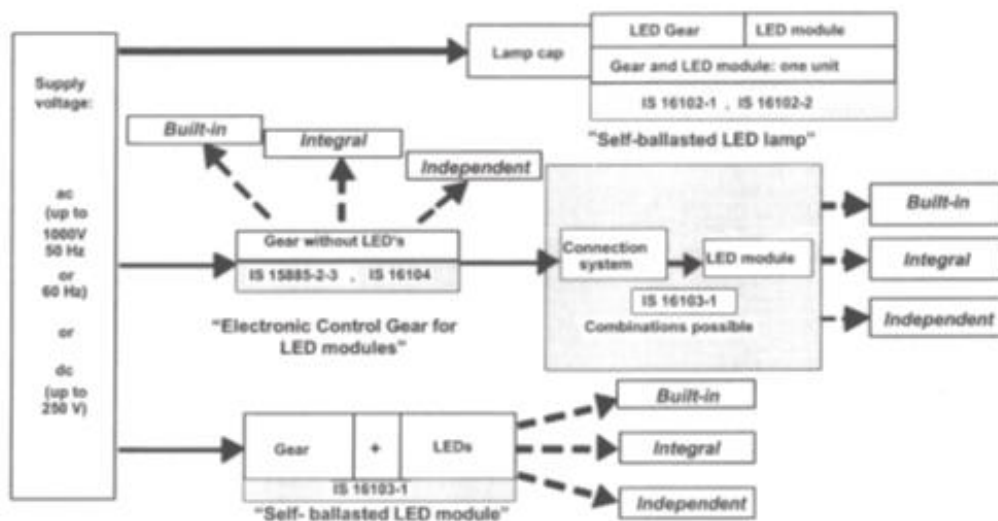 Supply
voltage:
ac
(up to
1000V
50 Hz
or
60 Hz)
or
dc
(up to
250 V)
Lamp cap
LED Gear
LED module
Gear and LED module: one unit
IS 16102-1 , IS 16102-2
"Self-ballasted LED lamp"
Built-in
Integral
Independent
Gear without LED's
IS 15885-2-3 , IS 16104
"Electronic Control Gear for
LED modules"
Connection
system
LED module
IS 16103-1
Combinations possible
Built-in
Integral
Independent
Gear
+
LEDs
IS 16103-1
"Self- ballasted LED module"
Built-in
Integral
Independent